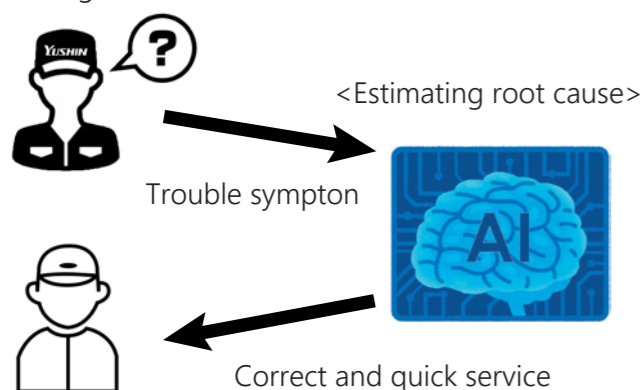 YUSHIN
?
<Estimating root cause>
Trouble sympton
AI
Correct and quick service